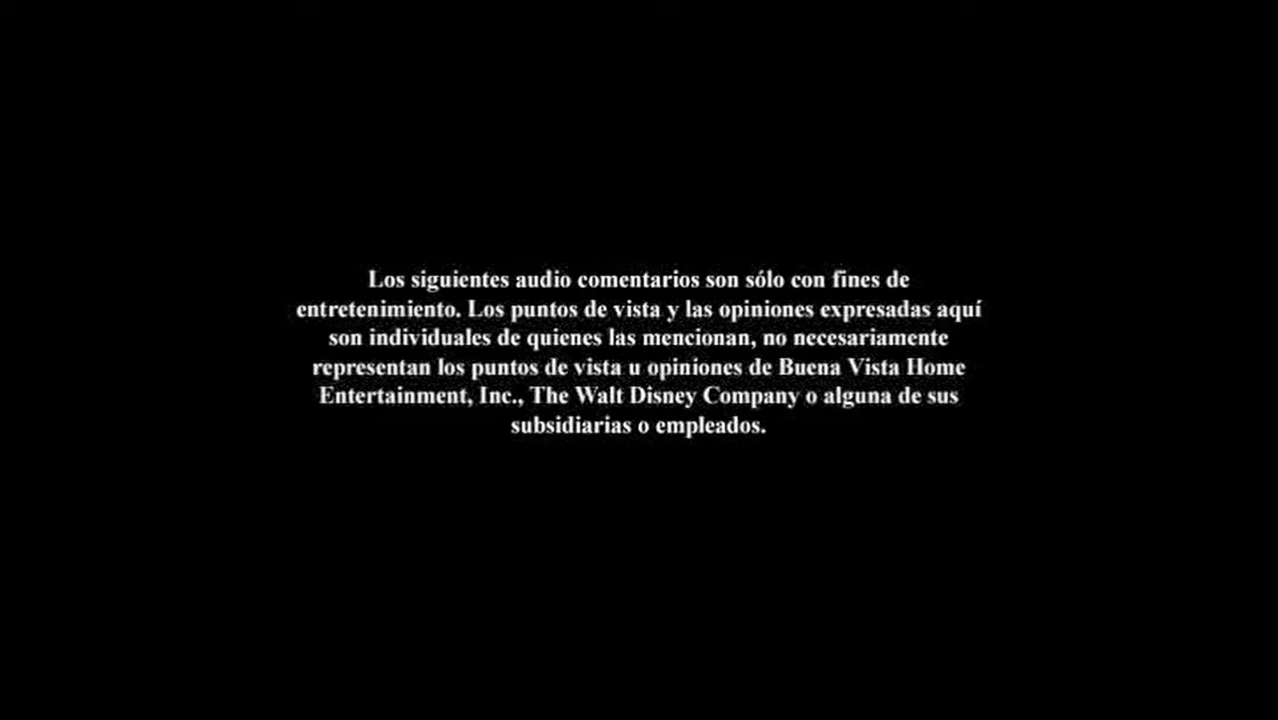 Los siguientes audio comentarios son sólo con fines de
entretenimiento. Los puntos de vista y las opiniones expresadas aquí
son individuales de quienes las mencionan, no necesariamente
representan los puntos de vista u opiniones de Buena Vista Home
Entertainment, Inc., The Walt Disney Company o alguna de sus
subsidiarias o empleados.